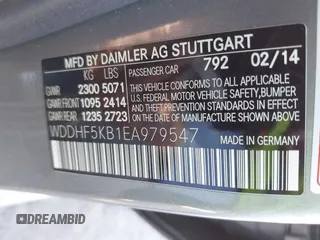 MFD BY DAIMLER AG STUTTGART
KG LBS PASSENGER CAR 792 02/14
GVWR 2300 5071
GAWR FRONT 1095 2414
GAWR REAR 1235 2723
THIS VEHICLE CONFORMS TO ALL
APPLICABLE U.S. FEDERAL MOTOR
VEHICLE SAFETY, BUMPER,
AND THEFT PREVENTION
STANDARDS IN EFFECT ON THE DATE
OF MANUFACTURE SHOWN ABOVE.
WDDHF5KB1EA979547
MADE IN GERMANY
DREAMBID